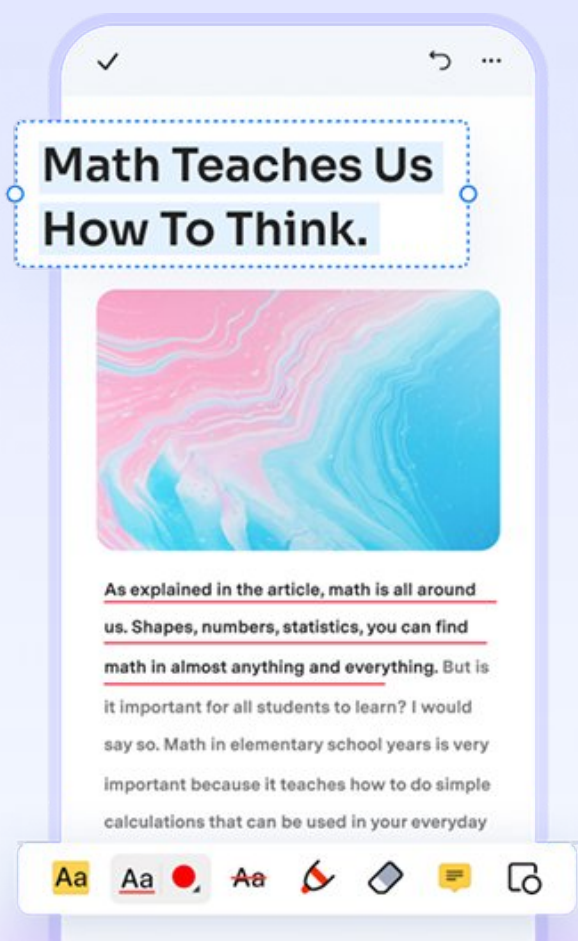 Math Teaches Us
How To Think.
As explained in the article, math is all around
us. Shapes, numbers, statistics, you can find
math in almost anything and everything. But is
it important for all students to learn? I would
say so. Math in elementary school years is very
important because it teaches how to do simple
calculations that can be used in your everyday
Aa Aa Aa